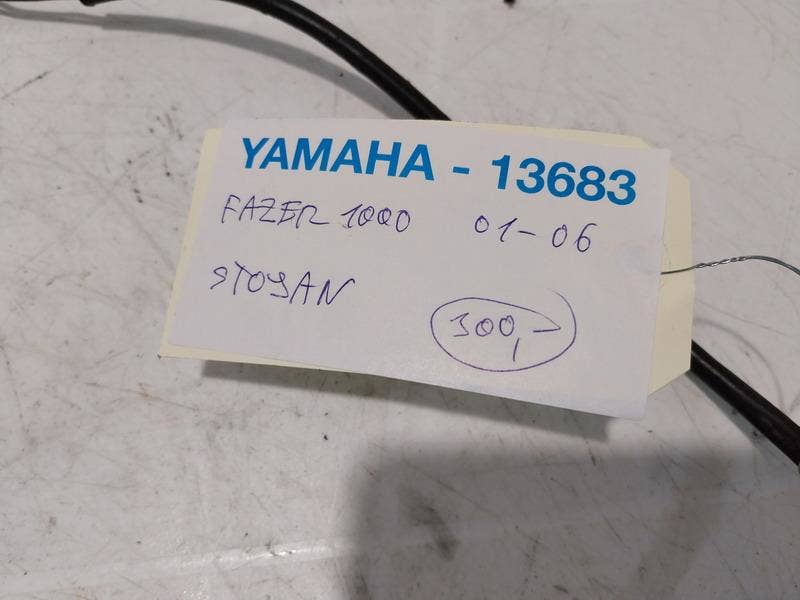 YAMAHA - 13683
FAZER 1000 01-06
STOJAN
300,-